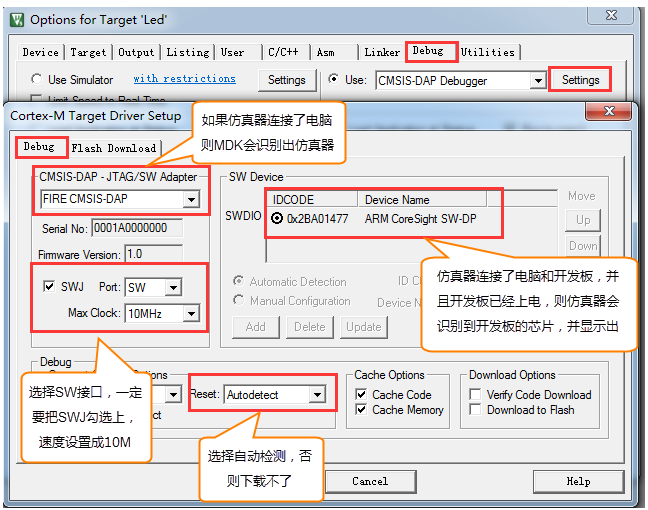 Options for Target 'Led'
Device Target Output Listing User C/C++ Asm Linker Debug Utilities
Use Simulator with restrictions Settings Use: CMSIS-DAP Debugger Settings
Limit Speed to Real-Time
Cortex-M Target Driver Setup
如果仿真器连接了电脑
则MDK会识别出仿真器
Debug Flash Download
CMSIS-DAP - JTAG/SW Adapter
FIRE CMSIS-DAP
Serial No: 0001A0000000
Firmware Version: 1.0
SWJ Port: SW
Max Clock: 10MHz
SW Device
IDCODE Device Name
SWDIO 0x2BA01477 ARM CoreSight SW-DP
Move
Up
Down
Automatic Detection ID C
Manual Configuration Device N
Add Delete Update
仿真器连接了电脑和开发板，并
且开发板已经上电，则仿真器会
识别到开发板的芯片，并显示出
Debug
Options
Reset: Autodetect
选择SW接口，一定
要把SWJ勾选上，
速度设置成10M
选择自动检测，否
则下载不了
Cache Options
Cache Code
Cache Memory
Download Options
Verify Code Download
Download to Flash
Cancel Help